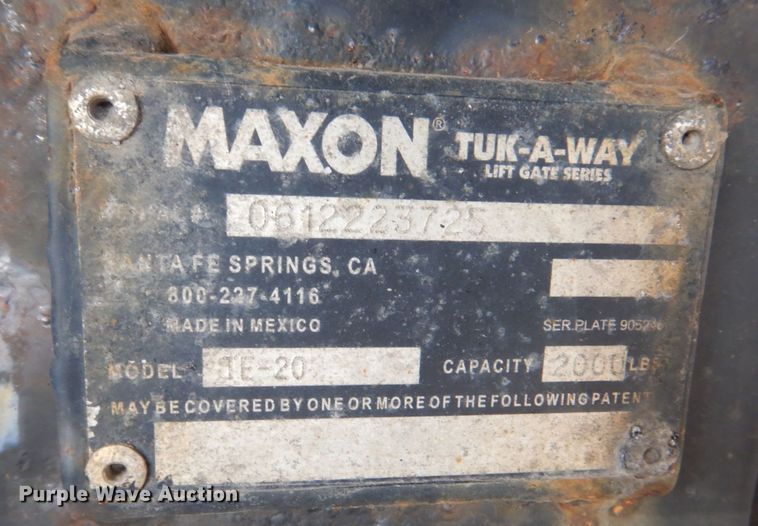 MAXON® TUK-A-WAY®
LIFT GATE SERIES
0612223725
SANTA FE SPRINGS, CA
800-227-4116
MADE IN MEXICO
SER.PLATE
MODEL TE-20 CAPACITY 2000 LBS
MAY BE COVERED BY ONE OR MORE OF THE FOLLOWING PATENT
Purple Wave Auction